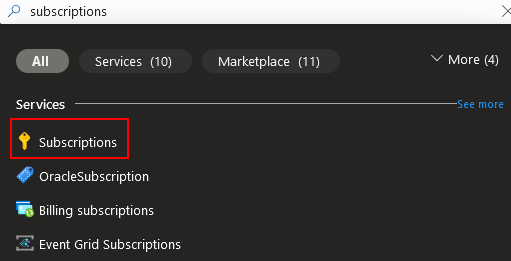 subscriptions
All Services (10) Marketplace (11) More (4)
Services See more
Subscriptions
OracleSubscription
Billing subscriptions
Event Grid Subscriptions